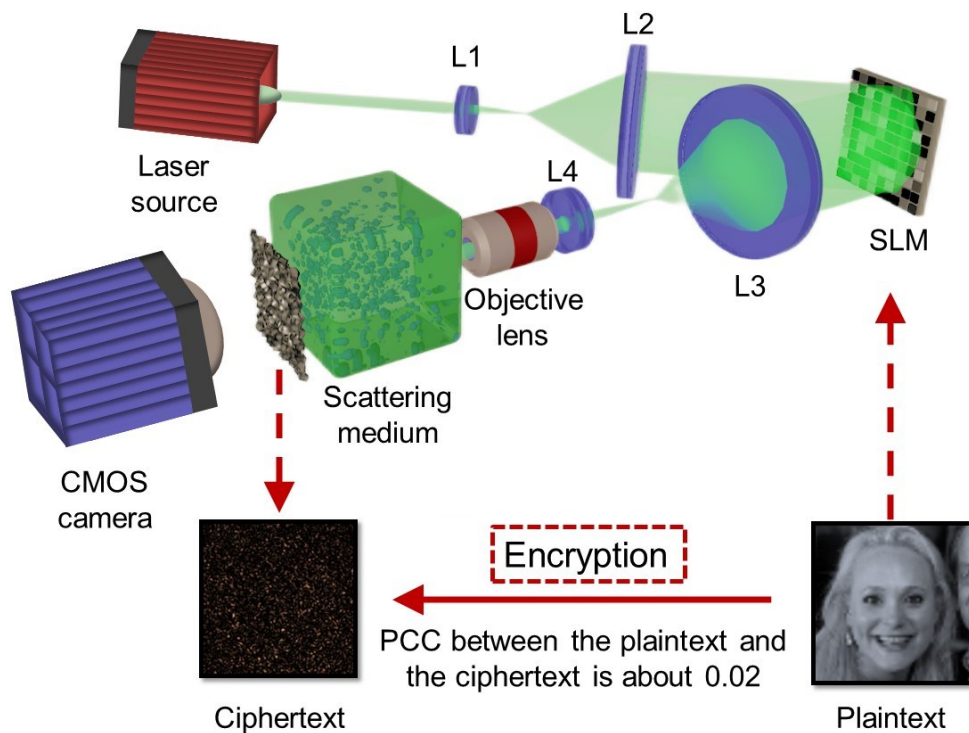 L1
L2
Laser
source
L4
SLM
L3
Objective
lens
Scattering
medium
CMOS
camera
Encryption
PCC between the plaintext and
the ciphertext is about 0.02
Ciphertext
Plaintext